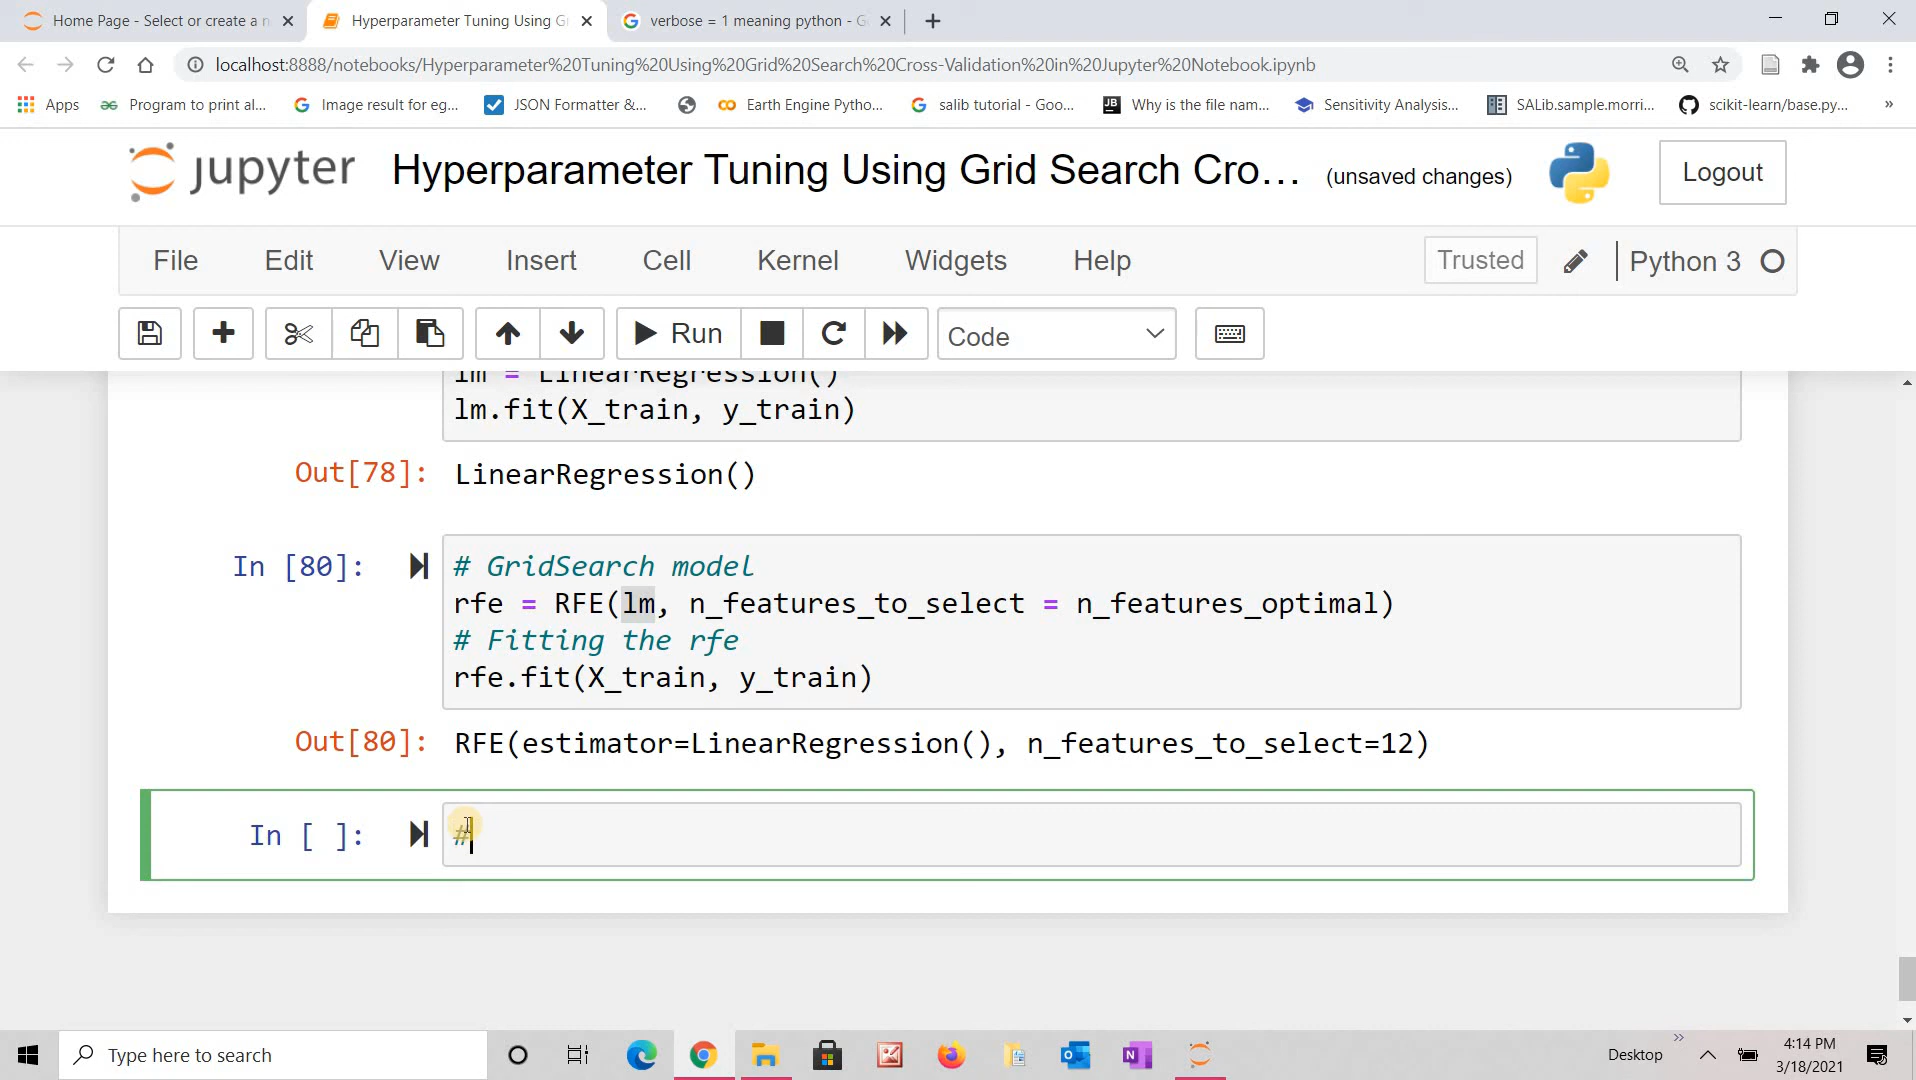 Home Page - Select or create a n
Hyperparameter Tuning Using G
verbose = 1 meaning python - G
localhost:8888/notebooks/Hyperparameter%20Tuning%20Using%20Grid%20Search%20Cross-Validation%20in%20Jupyter%20Notebook.ipynb
Apps
Program to print al...
Image result for eg...
JSON Formatter &...
Earth Engine Pytho...
salib tutorial - Goo...
Why is the file nam...
Sensitivity Analysis...
SALib.sample.morri...
scikit-learn/base.py...
»
jupyter
Hyperparameter Tuning Using Grid Search Cro...
(unsaved changes)
Logout
File
Edit
View
Insert
Cell
Kernel
Widgets
Help
Trusted
Python 3
Run
Code
lm = LinearRegression()
lm.fit(X_train, y_train)
Out[78]: LinearRegression()
In [80]: # GridSearch model
rfe = RFE(lm, n_features_to_select = n_features_optimal)
# Fitting the rfe
rfe.fit(X_train, y_train)
Out[80]: RFE(estimator=LinearRegression(), n_features_to_select=12)
In [ ]: #
Type here to search
Desktop
»
4:14 PM
3/18/2021